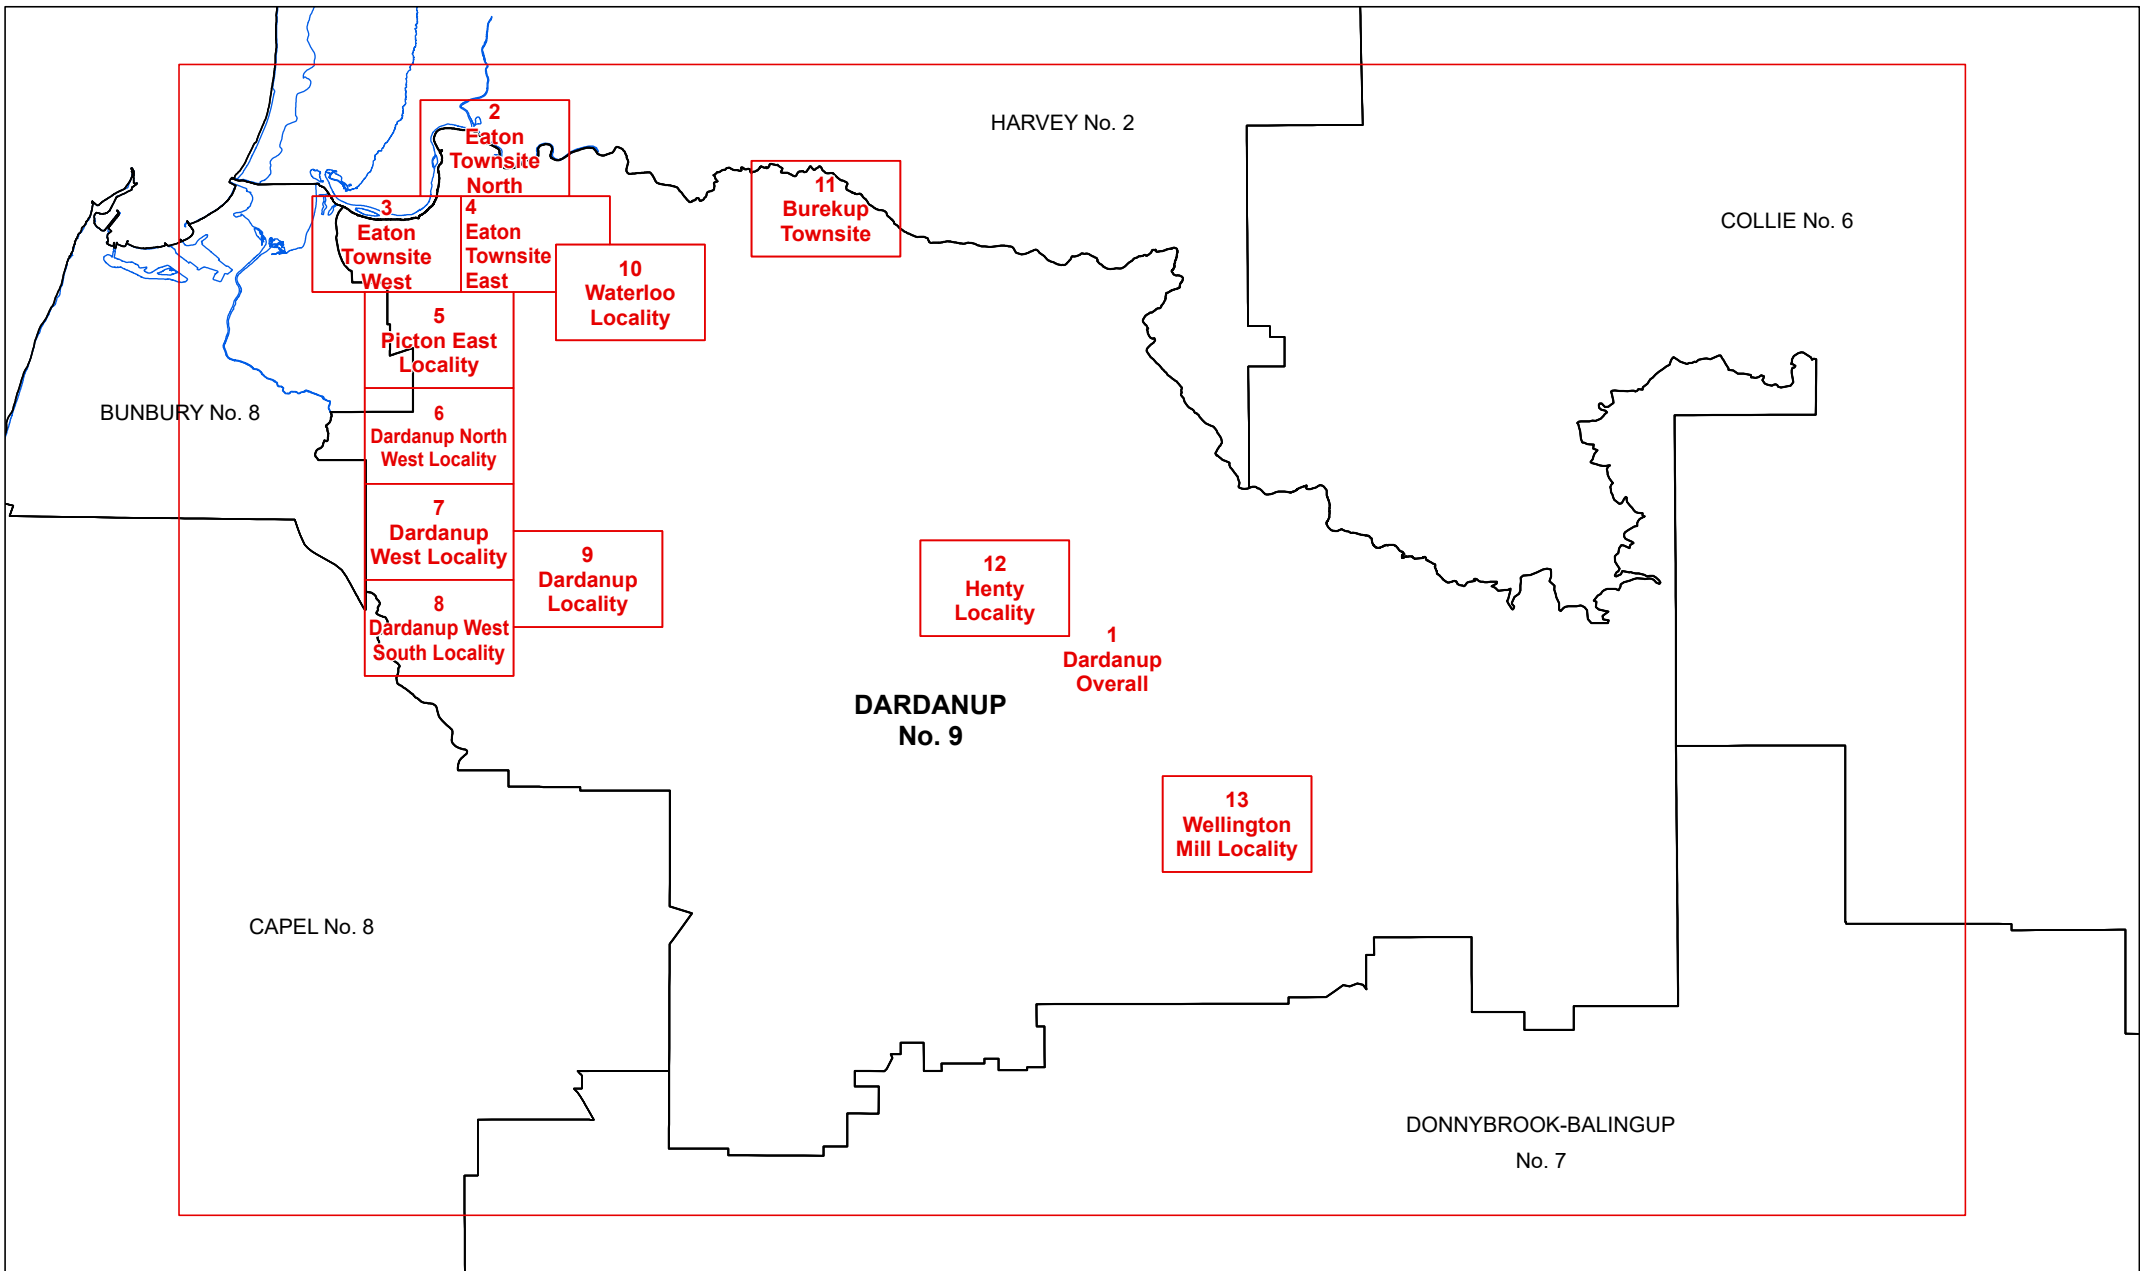 2
Eaton
Townsite
North
HARVEY No. 2
11
Burekup
Townsite
COLLIE No. 6
3
Eaton
Townsite
West
4
Eaton
Townsite
East
10
Waterloo
Locality
5
Picton East
Locality
BUNBURY No. 8
6
Dardanup North
West Locality
7
Dardanup
West Locality
9
Dardanup
Locality
12
Henty
Locality
8
Dardanup West
South Locality
1
Dardanup
Overall
DARDANUP
No. 9
13
Wellington
Mill Locality
CAPEL No. 8
DONNYBROOK-BALINGUP
No. 7